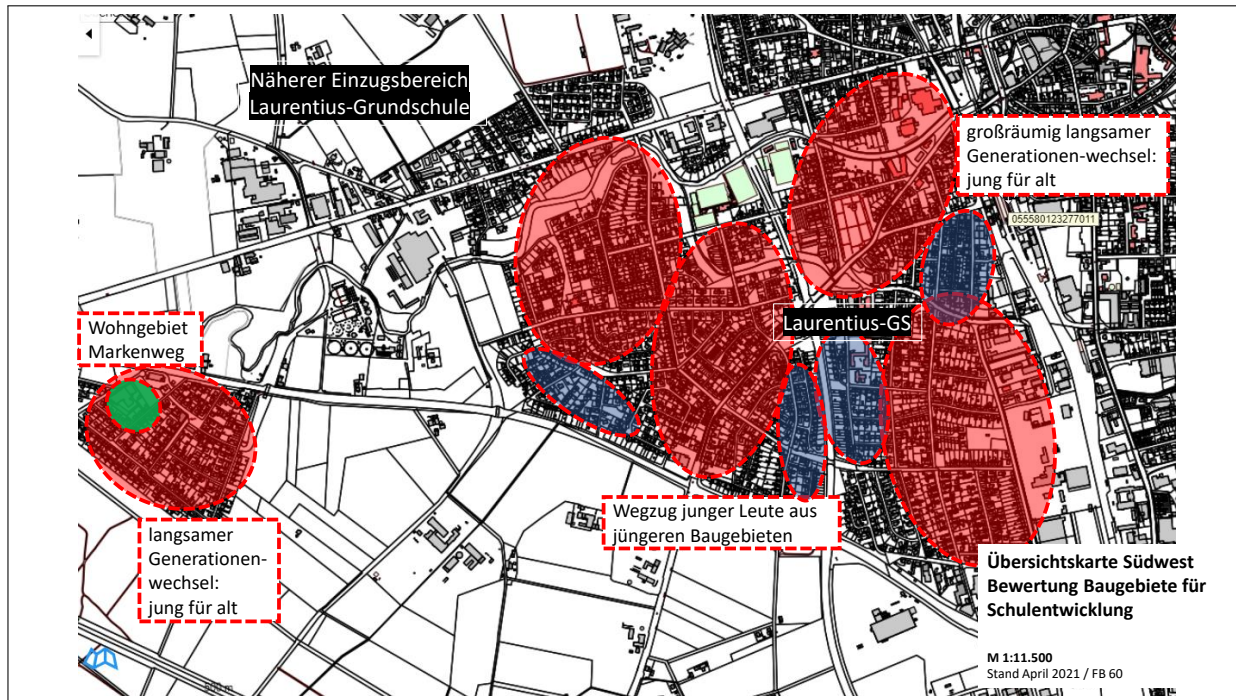 Näherer Einzugsbereich
Laurentius-Grundschule
großräumig langsamer
Generationen-wechsel:
jung für alt
055580123277011
Laurentius-GS
Wohngebiet
Markenweg
Wegzug junger Leute aus
jüngeren Baugebieten
langsamer
Generationen-
wechsel:
jung für alt
Übersichtskarte Südwest
Bewertung Baugebiete für
Schulentwicklung
M 1:11.500
Stand April 2021 / FB 60